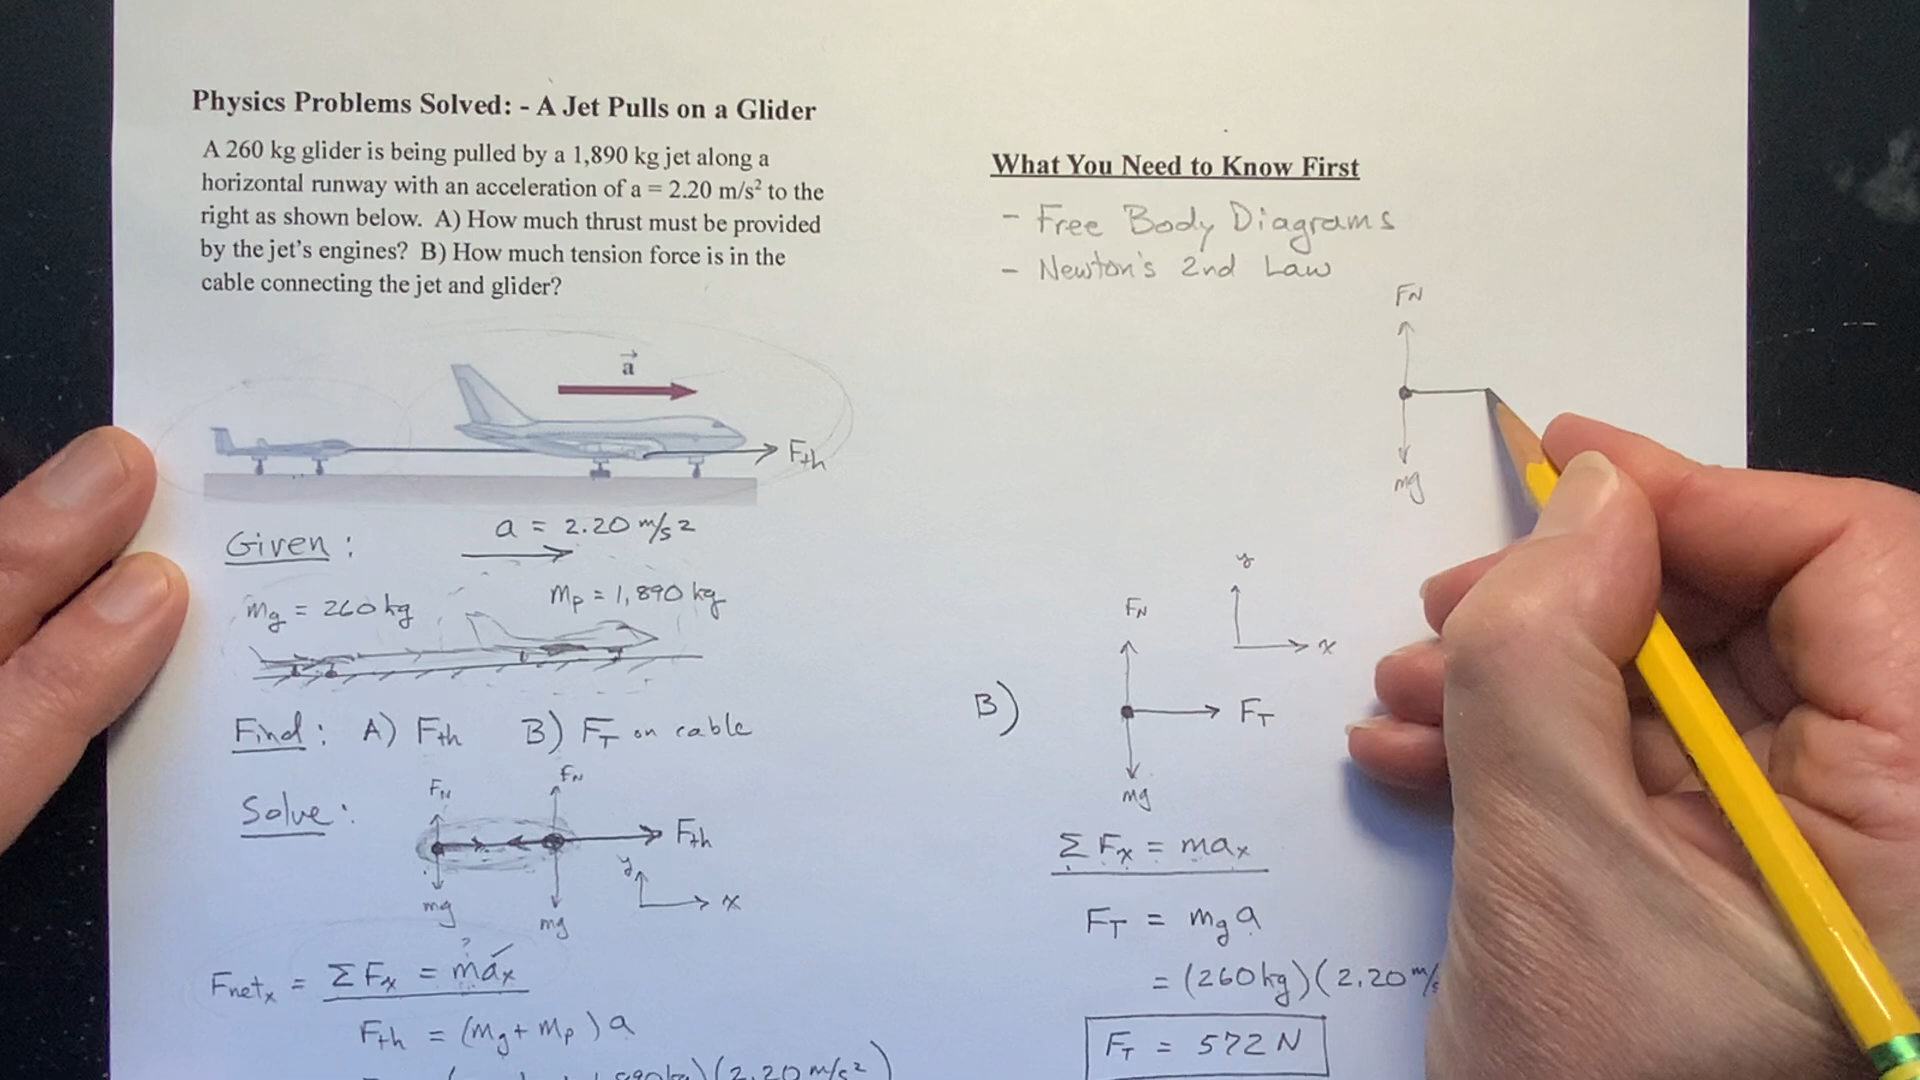 Physics Problems Solved: - A Jet Pulls on a Glider
A 260 kg glider is being pulled by a 1,890 kg jet along a
horizontal runway with an acceleration of a = 2.20 m/s² to the
right as shown below. A) How much thrust must be provided
by the jet's engines? B) How much tension force is in the
cable connecting the jet and glider?
a
Fth
Given:
a = 2.20 m/s2
mg = 260 kg
mp = 1,890 kg
Find: A) Fth B) FT on cable
Solve:
FN
FN
Fth
mg
mg
y
x
Fnetx = ΣFx = max
?
Fth = (mg + mp) a
(2.20 m/s²)
What You Need to Know First
- Free Body Diagrams
- Newton's 2nd Law
FN
mg
y
x
B)
FN
FT
mg
ΣFx = max
FT = mg a
= (260 kg)(2.20 m/s
FT = 572 N